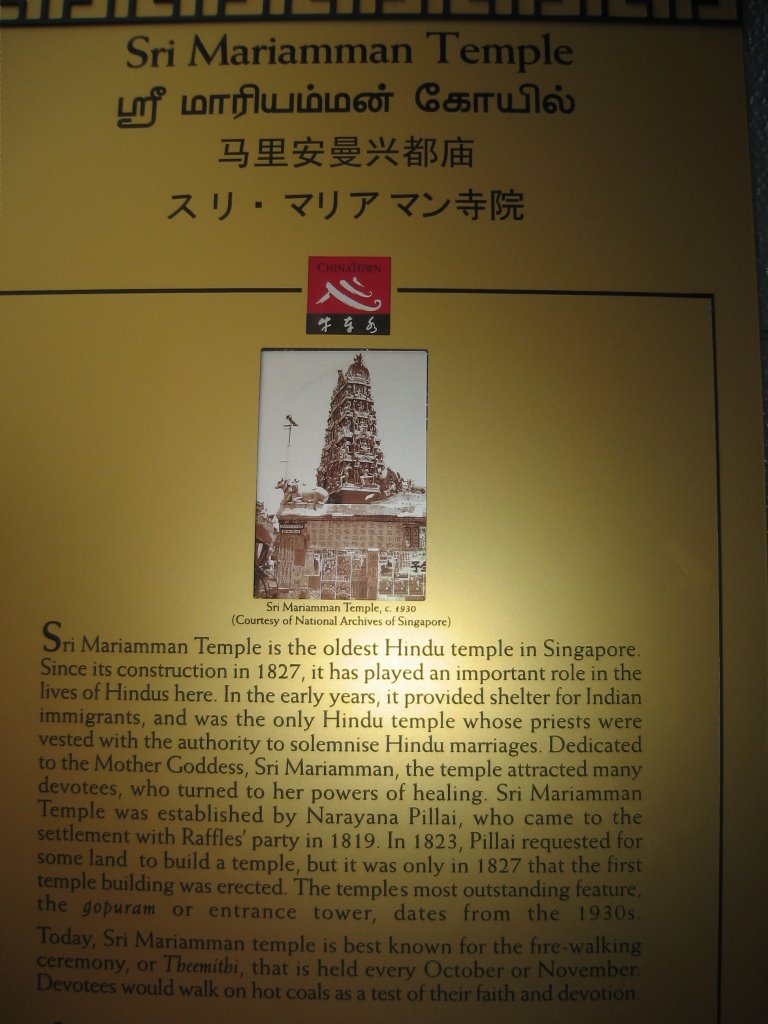 Sri Mariamman Temple
ஸ்ரீ மாரியம்மன் கோயில்
马里安曼兴都庙
スリ・マリアマン寺院
CHINATOWN
牛车水
Sri Mariamman Temple, c. 1930
(Courtesy of National Archives of Singapore)
Sri Mariamman Temple is the oldest Hindu temple in Singapore.
Since its construction in 1827, it has played an important role in the
lives of Hindus here. In the early years, it provided shelter for Indian
immigrants, and was the only Hindu temple whose priests were
vested with the authority to solemnise Hindu marriages. Dedicated
to the Mother Goddess, Sri Mariamman, the temple attracted many
devotees, who turned to her powers of healing. Sri Mariamman
Temple was established by Narayana Pillai, who came to the
settlement with Raffles' party in 1819. In 1823, Pillai requested for
some land to build a temple, but it was only in 1827 that the first
temple building was erected. The temples most outstanding feature,
the gopuram or entrance tower, dates from the 1930s.
Today, Sri Mariamman temple is best known for the fire-walking
ceremony, or Theemithi, that is held every October or November.
Devotees would walk on hot coals as a test of their faith and devotion.